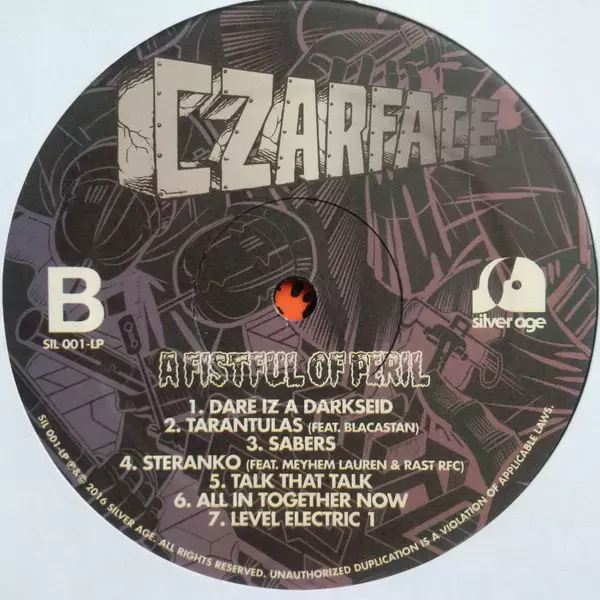 CZARFACE
B
SIL 001-LP
silver age
A FISTFUL OF PERIL
1. DARE IZ A DARKSEID
2. TARANTULAS (FEAT. BLACASTAN)
3. SABERS
4. STERANKO (FEAT. MEYHEM LAUREN & RAST RFC)
5. TALK THAT TALK
6. ALL IN TOGETHER NOW
7. LEVEL ELECTRIC 1
SIL 001-LP ℗&© 2016 SILVER AGE. ALL RIGHTS RESERVED. UNAUTHORIZED DUPLICATION IS A VIOLATION OF APPLICABLE LAWS.